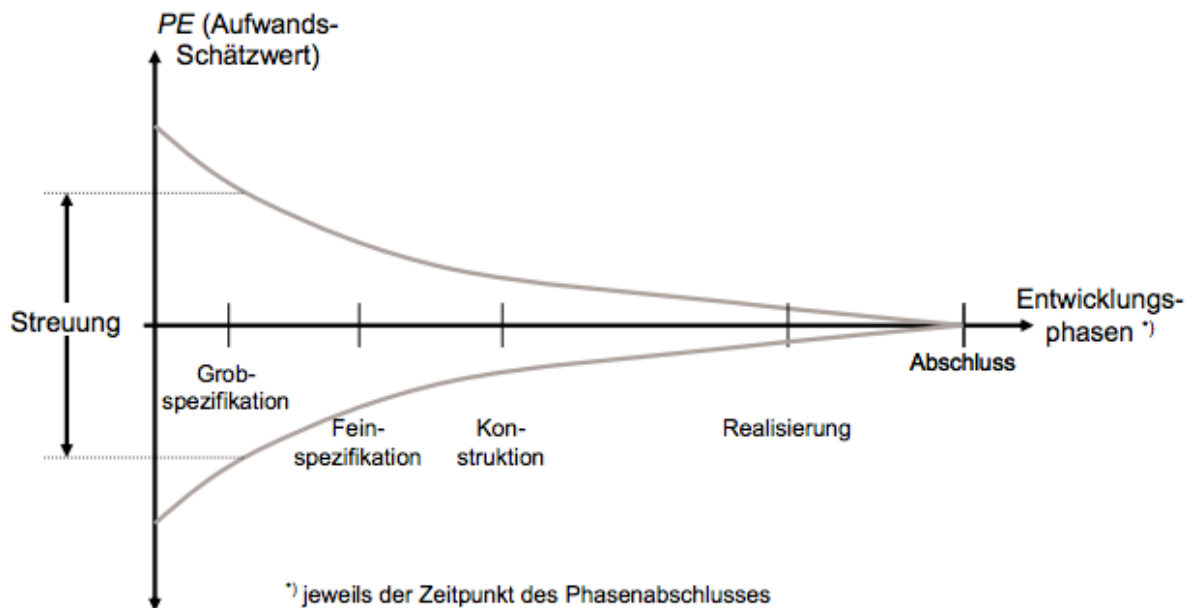 PE (Aufwands-
Schätzwert)
Streuung
Entwicklungs-
phasen *)
Abschluss
Grob-
spezifikation
Fein-
spezifikation
Kon-
struktion
Realisierung
*) jeweils der Zeitpunkt des Phasenabschlusses